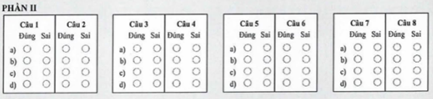 PHẦN II
Câu 1 Câu 2 Câu 3 Câu 4 Câu 5 Câu 6 Câu 7 Câu 8
Đúng Sai Đúng Sai Đúng Sai Đúng Sai Đúng Sai Đúng Sai Đúng Sai Đúng Sai
a) a) a) a)
b) b) b) b)
c) c) c) c)
d) d) d) d)